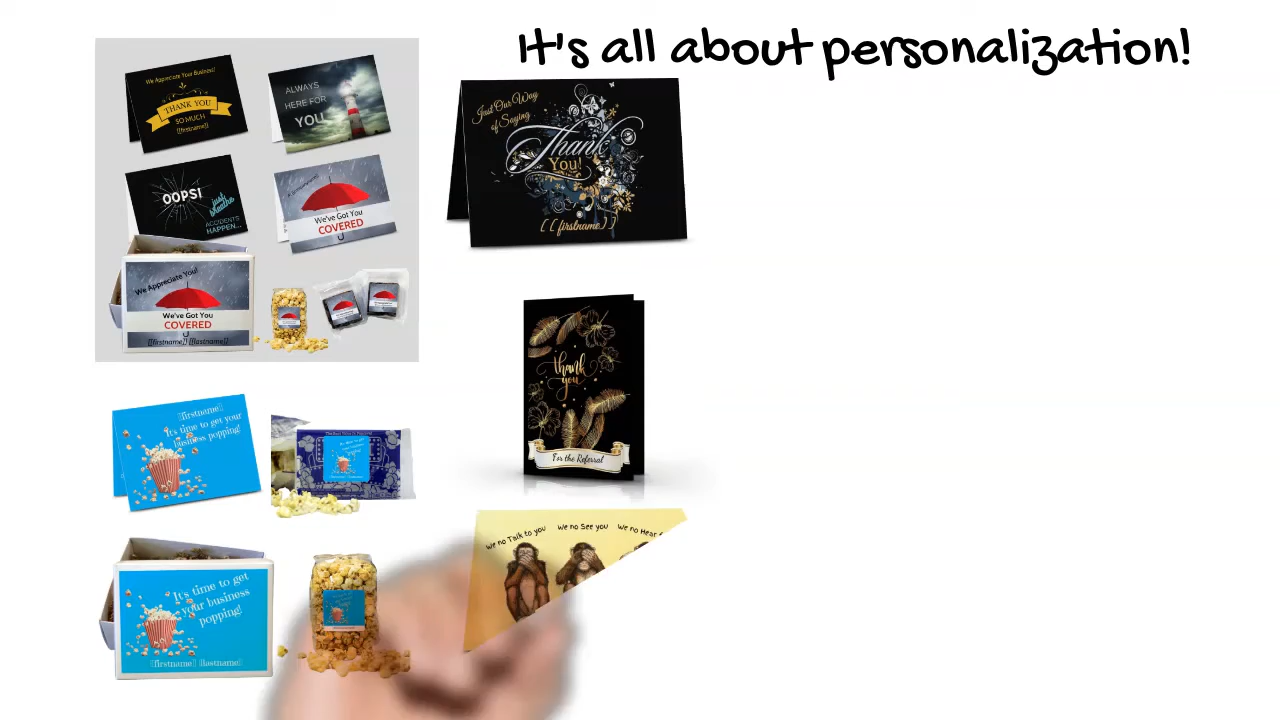 It's all about personalization!
We Appreciate Your Business!
THANK YOU
SO MUCH
[[firstname]]
ALWAYS
HERE FOR
YOU
OOPS!
just
breathe
ACCIDENTS
HAPPEN...
We've Got You
COVERED
We Appreciate You!
We've Got You
COVERED
[[firstname]] [[lastname]]
Just Our Way
of Saying
Thank
You!
[[firstname]]
thank
you
For the Referral
[firstname]
It's time to get your
business popping!
It's time to get
your business
popping!
[firstname] [lastname]
We no Talk to you
We no See you
We no Hear